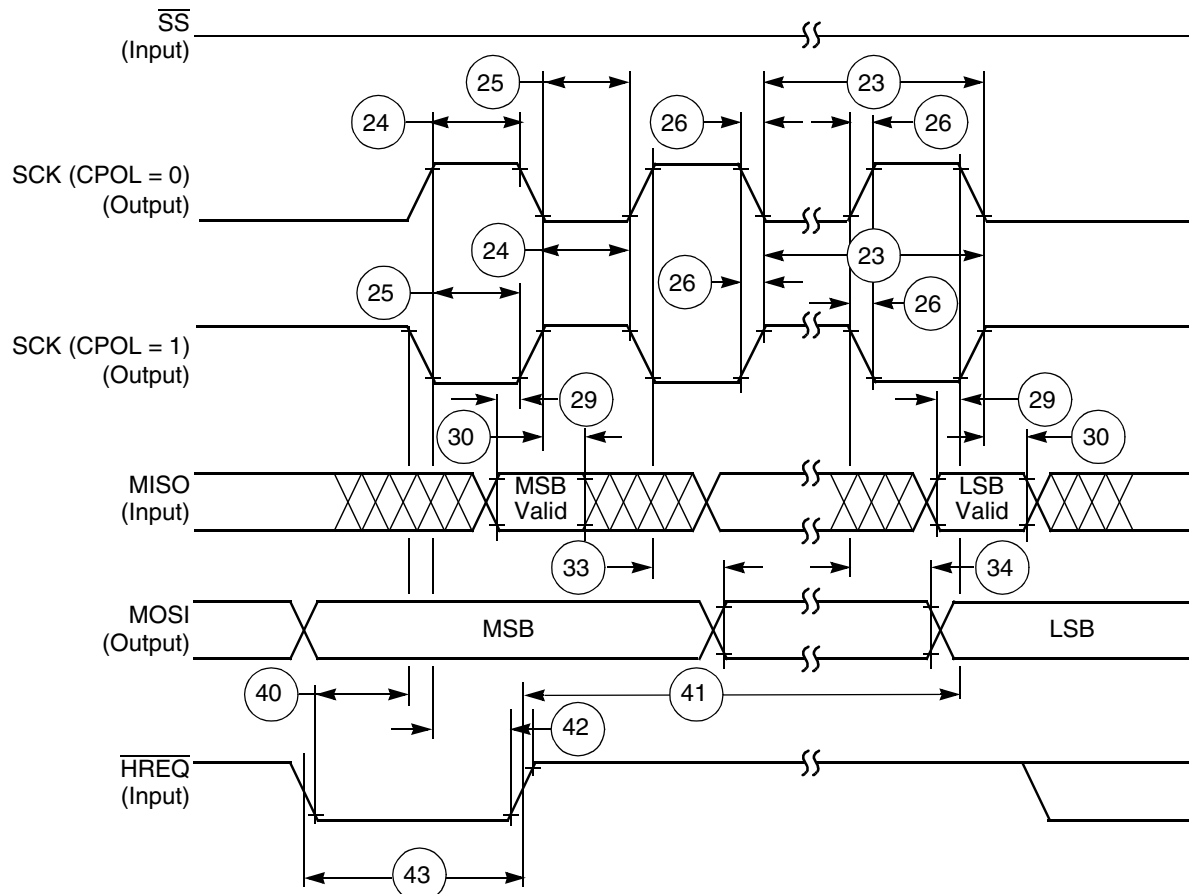 SS
(Input)
25
23
24
26
26
SCK (CPOL = 0)
(Output)
24
23
25
26
26
SCK (CPOL = 1)
(Output)
29
29
30
30
MISO
(Input)
MSB
Valid
LSB
Valid
33
34
MOSI
(Output)
MSB
LSB
40
41
42
HREQ
(Input)
43